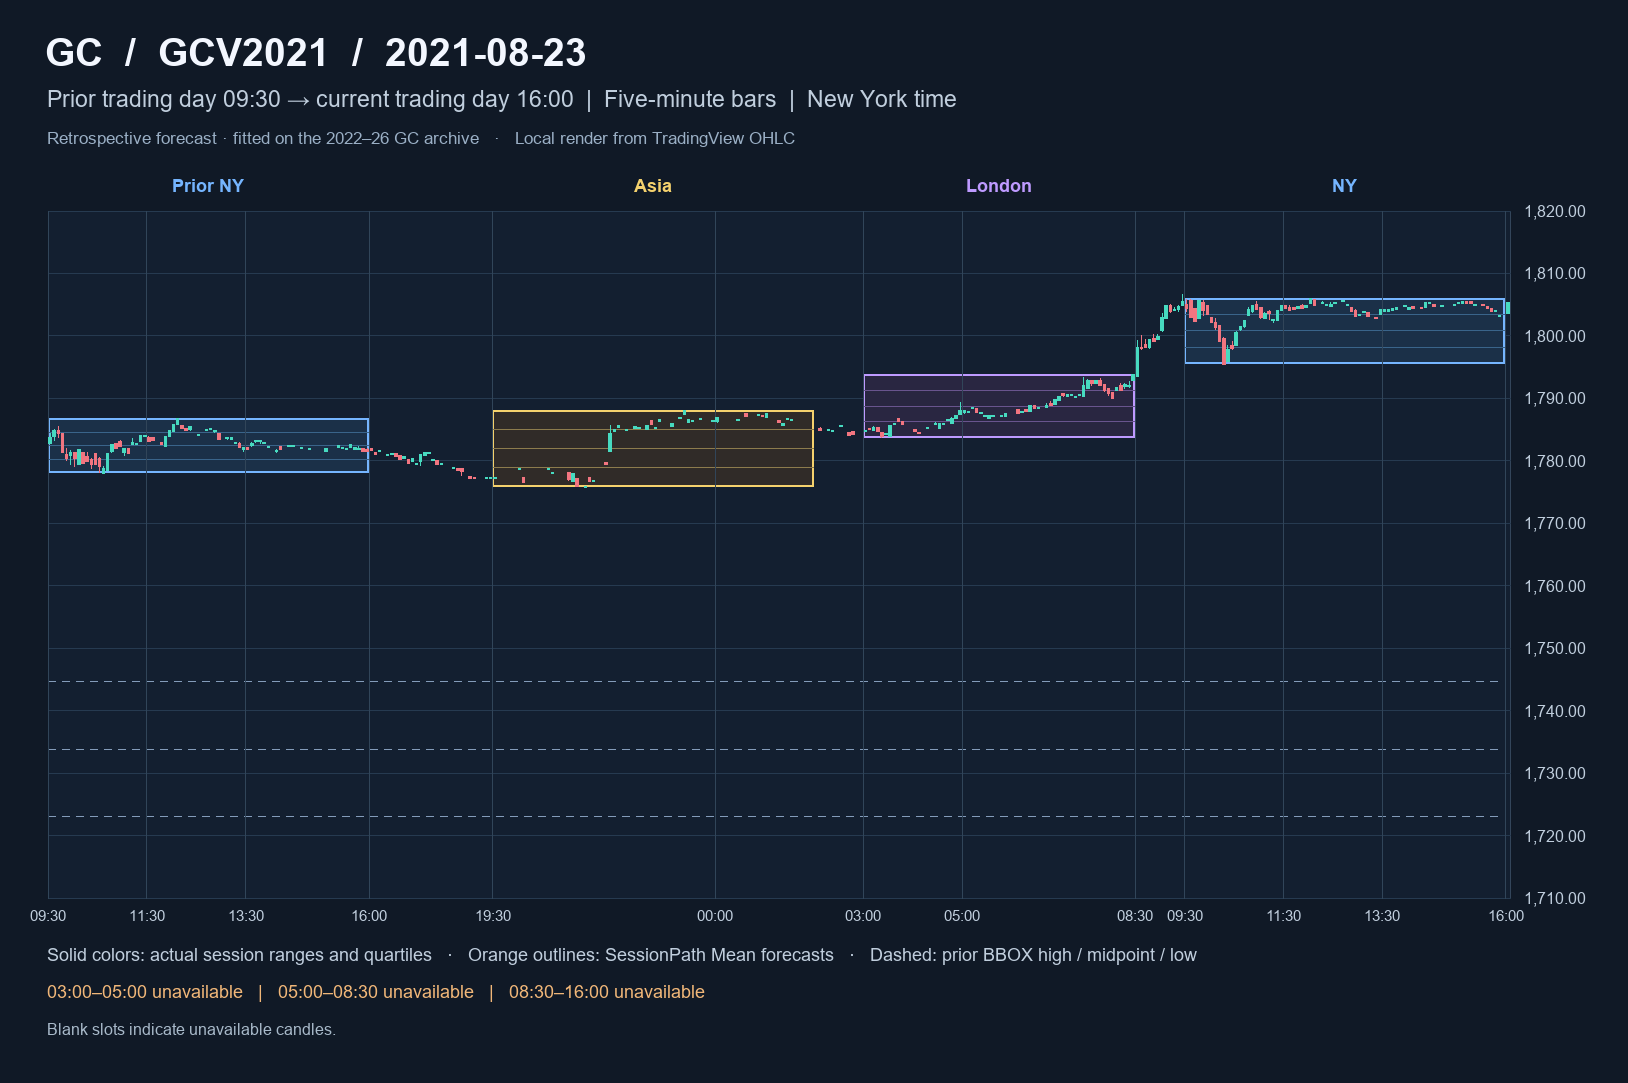 GC / GCV2021 / 2021-08-23
Prior trading day 09:30 → current trading day 16:00 | Five-minute bars | New York time
Retrospective forecast · fitted on the 2022–26 GC archive · Local render from TradingView OHLC
Prior NY Asia London NY
1,820.00
1,810.00
1,800.00
1,790.00
1,780.00
1,770.00
1,760.00
1,750.00
1,740.00
1,730.00
1,720.00
1,710.00
09:30 11:30 13:30 16:00 19:30 00:00 03:00 05:00 08:30 09:30 11:30 13:30 16:00
Solid colors: actual session ranges and quartiles · Orange outlines: SessionPath Mean forecasts · Dashed: prior BBOX high / midpoint / low
03:00–05:00 unavailable | 05:00–08:30 unavailable | 08:30–16:00 unavailable
Blank slots indicate unavailable candles.